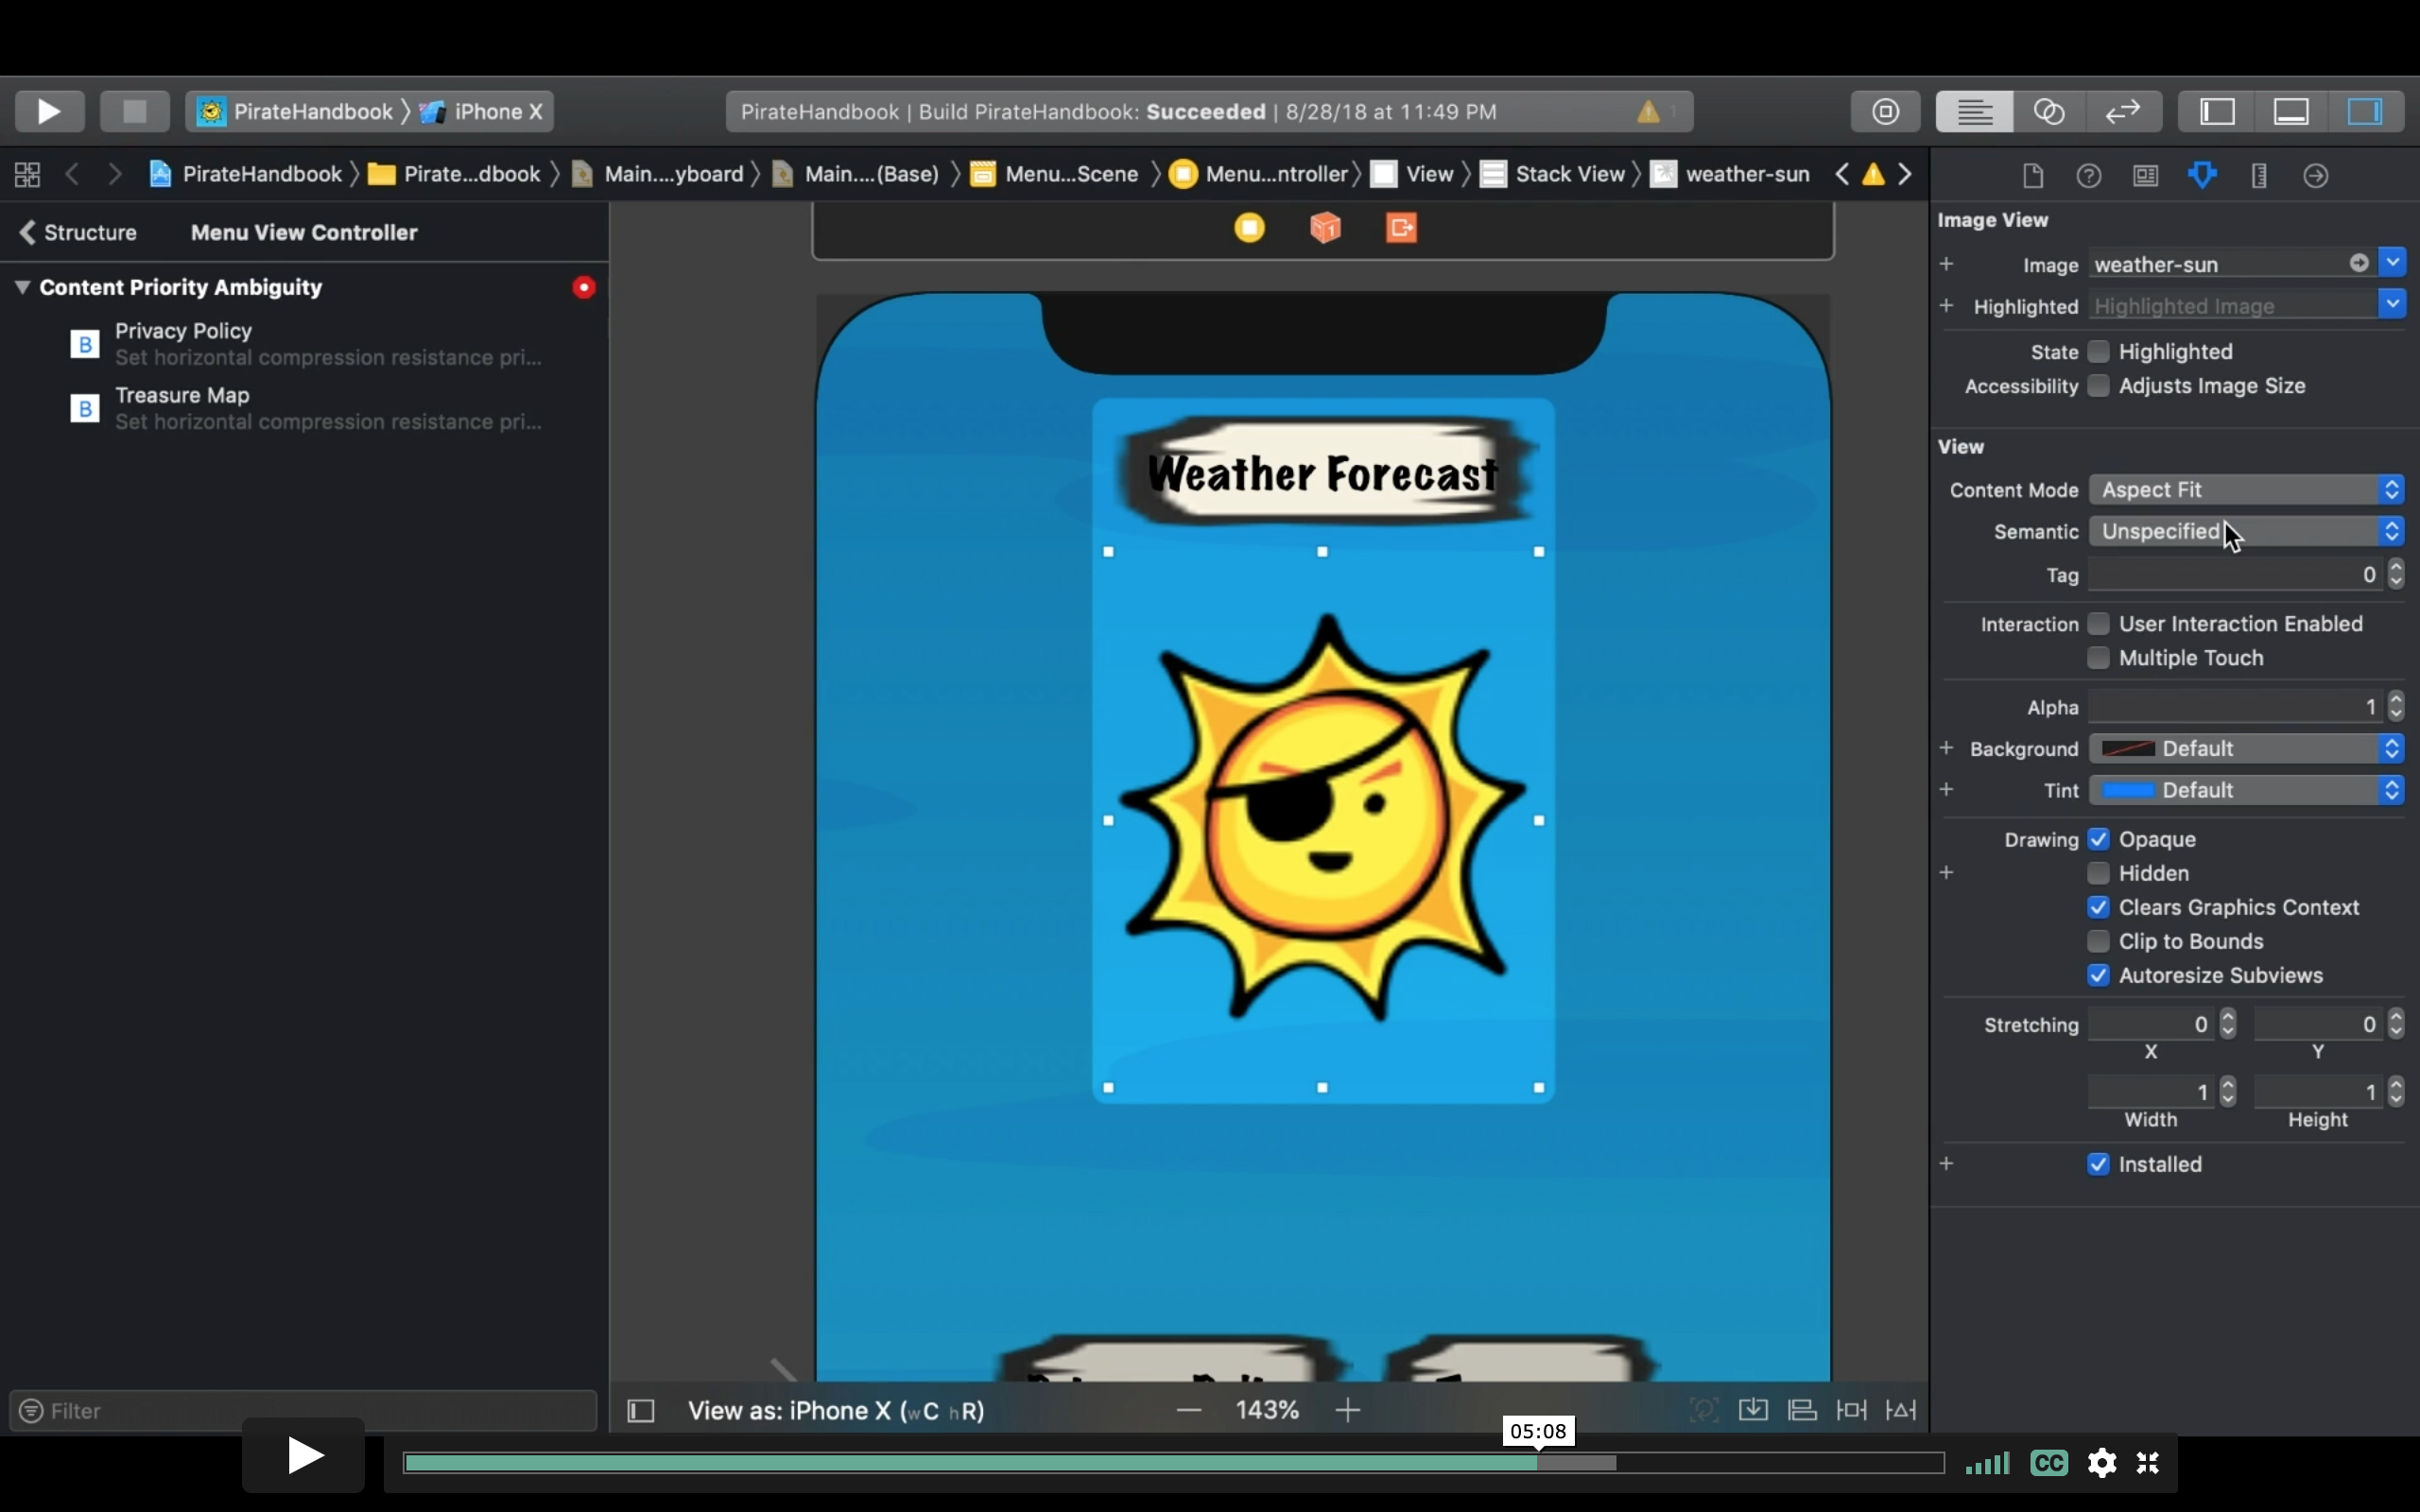 PirateHandbook 〉 iPhone X
PirateHandbook | Build PirateHandbook: Succeeded | 8/28/18 at 11:49 PM
1
PirateHandbook 〉 Pirate...dbook 〉 Main....yboard 〉 Main....(Base) 〉 Menu...Scene 〉 Menu...ntroller 〉 View 〉 Stack View 〉 weather-sun
Structure
Menu View Controller
Content Priority Ambiguity
B Privacy Policy
Set horizontal compression resistance pri...
B Treasure Map
Set horizontal compression resistance pri...
Filter
Weather Forecast
View as: iPhone X (wC hR)
143%
Image View
Image weather-sun
Highlighted Highlighted Image
State Highlighted
Accessibility Adjusts Image Size
View
Content Mode Aspect Fit
Semantic Unspecified
Tag 0
Interaction User Interaction Enabled
Multiple Touch
Alpha 1
Background Default
Tint Default
Drawing Opaque
Hidden
Clears Graphics Context
Clip to Bounds
Autoresize Subviews
Stretching 0 0
X Y
1 1
Width Height
Installed
05:08
CC